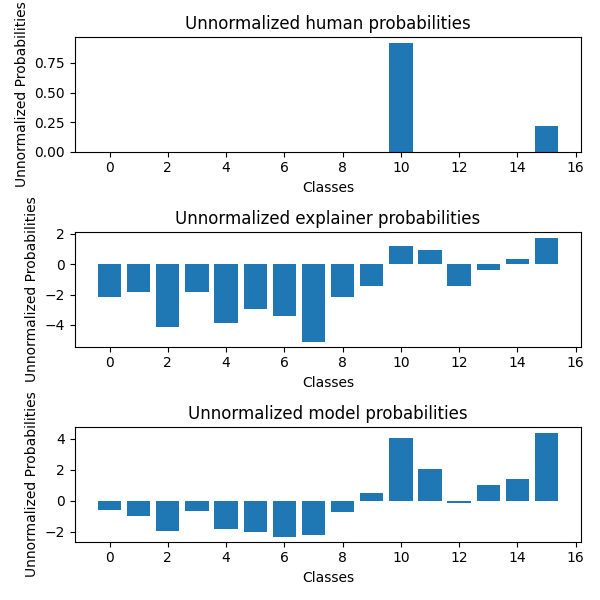 Unnormalized human probabilities
Unnormalized Probabilities
0.75
0.50
0.25
0.00
0 2 4 6 8 10 12 14 16
Classes
Unnormalized explainer probabilities
Unnormalized Probabilities
2
0
−2
−4
0 2 4 6 8 10 12 14 16
Classes
Unnormalized model probabilities
Unnormalized Probabilities
4
2
0
−2
0 2 4 6 8 10 12 14 16
Classes